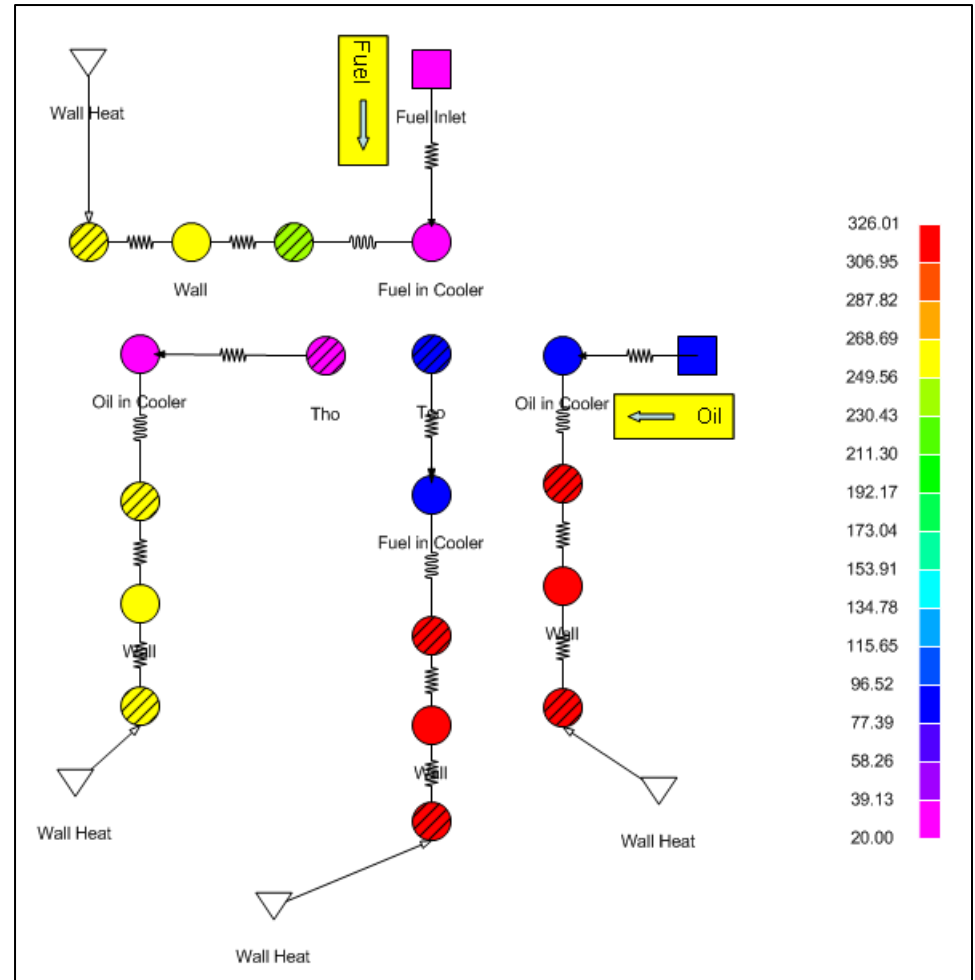 Fuel
Wall Heat
Fuel Inlet
Wall
Fuel in Cooler
Oil in Cooler
Tho
Oil in Cooler
Oil
Fuel in Cooler
Wall
Wall
Wall
Wall Heat
Wall Heat
Wall Heat
326.01
306.95
287.82
268.69
249.56
230.43
211.30
192.17
173.04
153.91
134.78
115.65
96.52
77.39
58.26
39.13
20.00